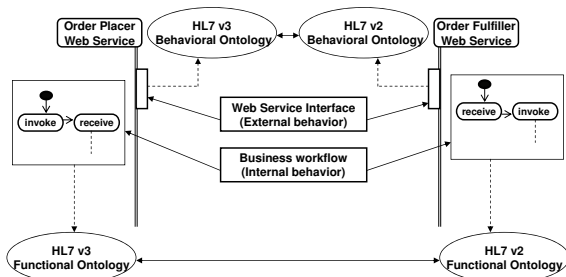 Order Placer
Web Service
HL7 v3
Behavioral Ontology
HL7 v2
Behavioral Ontology
Order Fulfiller
Web Service
invoke
receive
Web Service Interface
(External behavior)
receive
invoke
Business workflow
(Internal behavior)
HL7 v3
Functional Ontology
HL7 v2
Functional Ontology